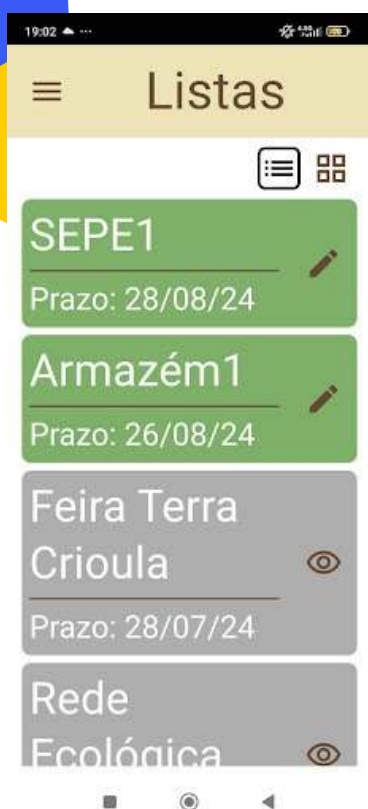 19:02
Listas
SEPE1
Prazo: 28/08/24
Armazém1
Prazo: 26/08/24
Feira Terra
Crioula
Prazo: 28/07/24
Rede
Ecológica